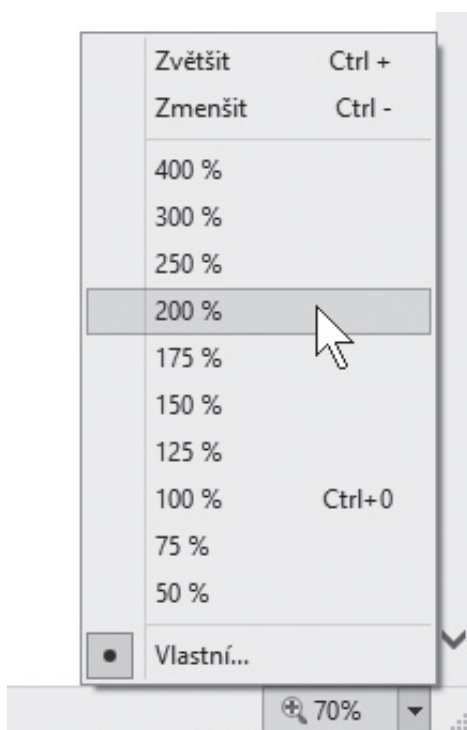 Zvětšit Ctrl +
Zmenšit Ctrl -
400 %
300 %
250 %
200 %
175 %
150 %
125 %
100 % Ctrl+0
75 %
50 %
Vlastní...
70%